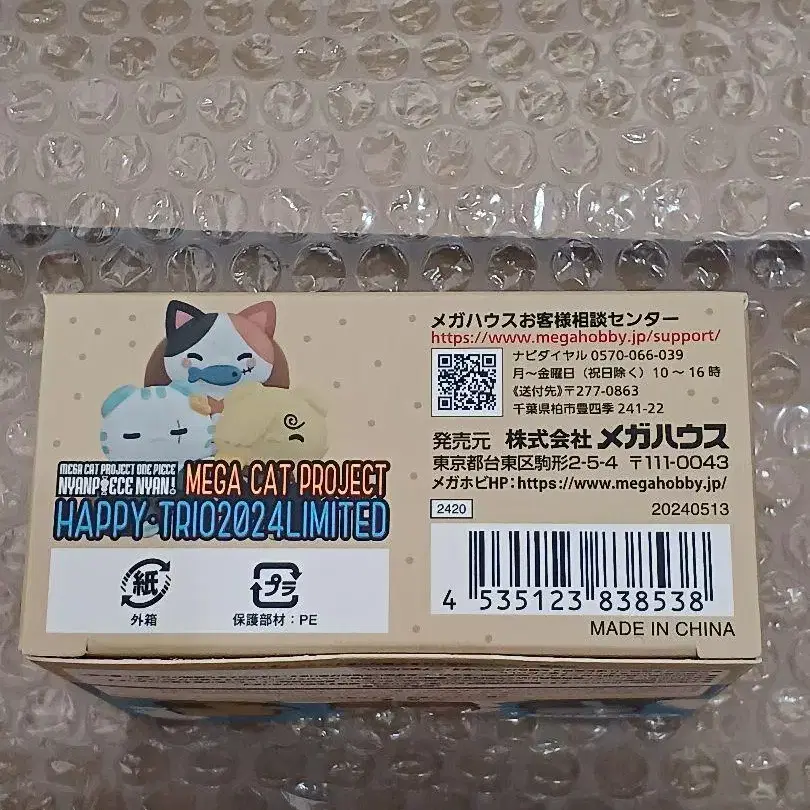 MEGA CAT PROJECT ONE PIECE
NYANPIECE NYAN!
MEGA CAT PROJECT
HAPPY・TRIO2024LIMITED
紙
外箱
プラ
保護部材：PE
メガハウスお客様相談センター
https://www.megahobby.jp/support/
ナビダイヤル 0570-066-039
月～金曜日（祝日除く）10～16時
《送付先》〒277-0863
千葉県柏市豊四季 241-22
発売元 株式会社 メガハウス
東京都台東区駒形2-5-4 〒111-0043
メガホビHP：https://www.megahobby.jp/
2420
20240513
4 535123 838538
MADE IN CHINA